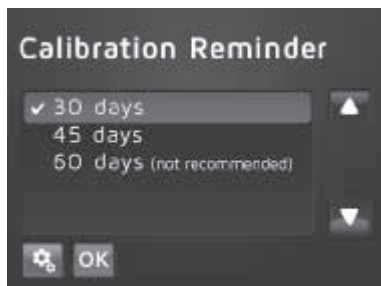 Calibration Reminder
30 days
45 days
60 days (not recommended)
OK